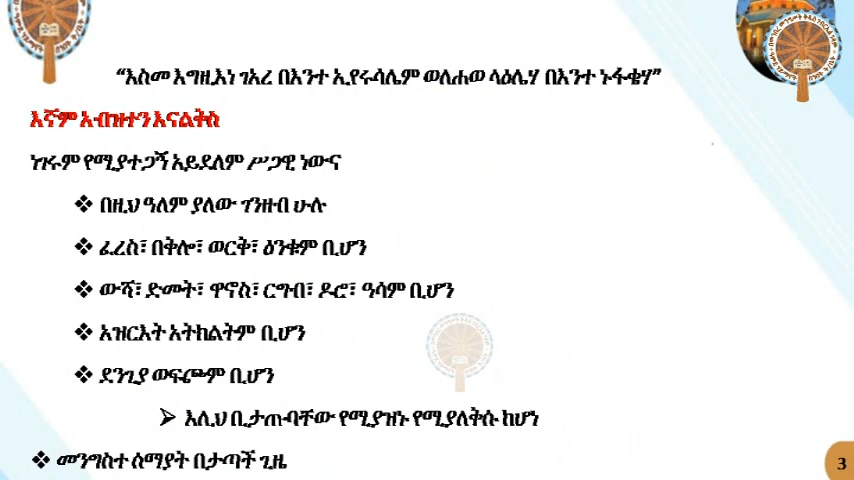 “እስመ እግዚእነ ገአረ በእንተ ኢየሩሳሌም ወለሐወ ላዕሌሃ በእንተ ኑፋቄሃ”
እኛም አብዝተን እናልቅስ
ነገሩም የሚያተጋኝ አይደለም ሥጋዊ ነውና
❖ በዚህ ዓለም ያለው ገንዘብ ሁሉ
❖ ፈረስ፣ በቅሎ፣ ወርቅ፣ ዕንቁም ቢሆን
❖ ውሻ፣ ድመት፣ ዋኖስ፣ ርግብ፣ ዶሮ፣ ዓሳም ቢሆን
❖ አዝርእት አትክልትም ቢሆን
❖ ደንጊያ ወፍጮም ቢሆን
➢ እሊህ ቢታጡባቸው የሚያዝኑ የሚያለቅሱ ከሆነ
❖ መንግስተ ሰማያት በታጣች ጊዜ
3